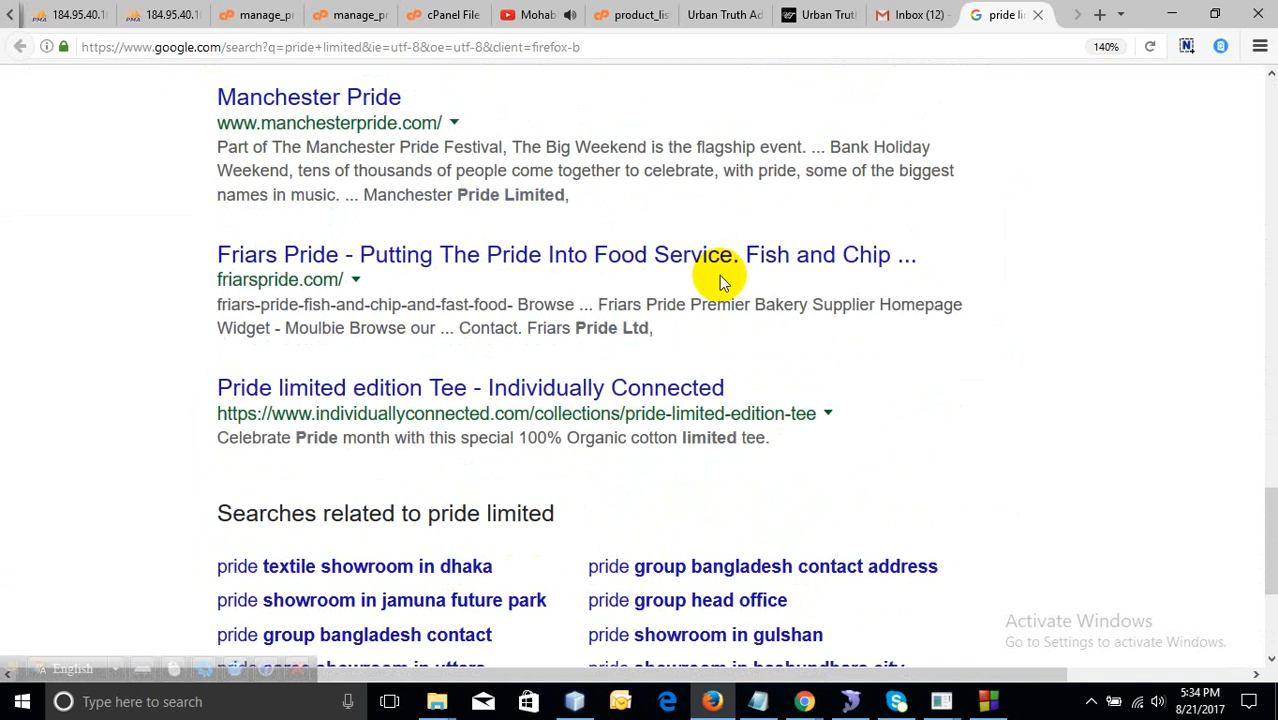 184.95.40.1
184.95.40.1
manage_p
manage_p
cPanel File
Mohab
product_lis
Urban Truth Ad
Urban Trut
Inbox (12) -
pride li
https://www.google.com/search?q=pride+limited&ie=utf-8&oe=utf-8&client=firefox-b
140%
Manchester Pride
www.manchesterpride.com/
Part of The Manchester Pride Festival, The Big Weekend is the flagship event. ... Bank Holiday
Weekend, tens of thousands of people come together to celebrate, with pride, some of the biggest
names in music. ... Manchester Pride Limited,
Friars Pride - Putting The Pride Into Food Service. Fish and Chip ...
friarspride.com/
friars-pride-fish-and-chip-and-fast-food- Browse ... Friars Pride Premier Bakery Supplier Homepage
Widget - Moulbie Browse our ... Contact. Friars Pride Ltd,
Pride limited edition Tee - Individually Connected
https://www.individuallyconnected.com/collections/pride-limited-edition-tee
Celebrate Pride month with this special 100% Organic cotton limited tee.
Searches related to pride limited
pride textile showroom in dhaka
pride group bangladesh contact address
pride showroom in jamuna future park
pride group head office
pride group bangladesh contact
pride showroom in gulshan
pride showroom in bashundhara city
Activate Windows
Go to Settings to activate Windows.
English
Type here to search
5:34 PM
8/21/2017